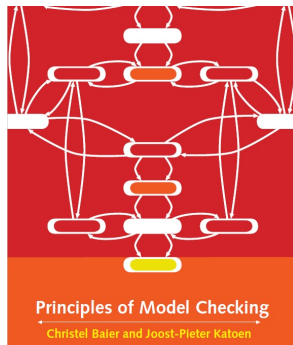 Principles of Model Checking
Christel Baier and Joost-Pieter Katoen